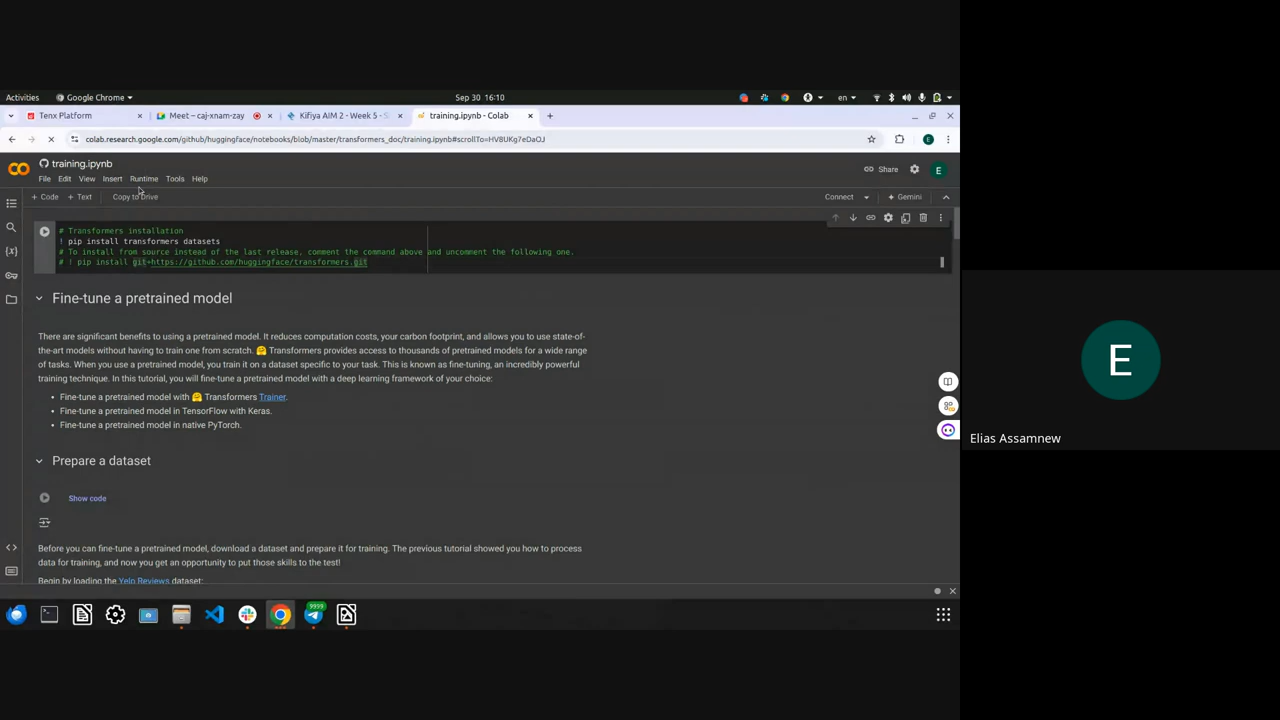 Activities
Google Chrome
Sep 30 16:10
en
Tenx Platform
Meet – caj-xnam-zay
Kifiya AIM 2 - Week 5 - S
training.ipynb - Colab
colab.research.google.com/github/huggingface/notebooks/blob/master/transformers_doc/training.ipynb#scrollTo=HV8UKg7eDaOJ
E
training.ipynb
Share
E
File Edit View Insert Runtime Tools Help
+ Code + Text Copy to Drive
Connect
Gemini
# Transformers installation
! pip install transformers datasets
# To install from source instead of the last release, comment the command above and uncomment the following one.
# ! pip install git+https://github.com/huggingface/transformers.git
Fine-tune a pretrained model
There are significant benefits to using a pretrained model. It reduces computation costs, your carbon footprint, and allows you to use state-of-
the-art models without having to train one from scratch. 🤗 Transformers provides access to thousands of pretrained models for a wide range
of tasks. When you use a pretrained model, you train it on a dataset specific to your task. This is known as fine-tuning, an incredibly powerful
training technique. In this tutorial, you will fine-tune a pretrained model with a deep learning framework of your choice:
• Fine-tune a pretrained model with 🤗 Transformers Trainer.
• Fine-tune a pretrained model in TensorFlow with Keras.
• Fine-tune a pretrained model in native PyTorch.
Prepare a dataset
Show code
Before you can fine-tune a pretrained model, download a dataset and prepare it for training. The previous tutorial showed you how to process
data for training, and now you get an opportunity to put those skills to the test!
Begin by loading the Yelp Reviews dataset:
9999
E
Elias Assamnew